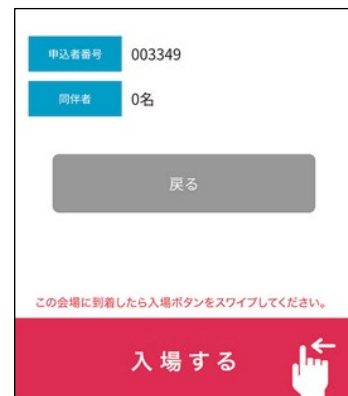 申込者番号 003349
同伴者 0名
戻る
この会場に到着したら入場ボタンをスワイプしてください。
入場する